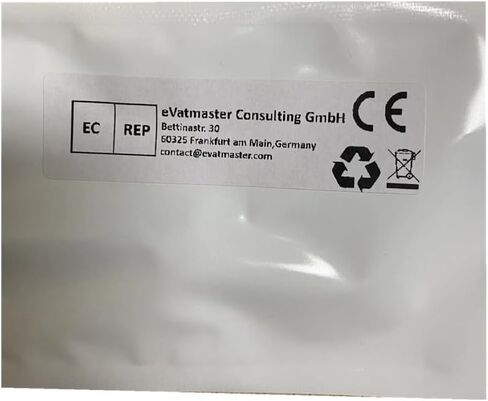 EC REP
eVatmaster Consulting GmbH
Bettinastr. 30
60325 Frankfurt am Main,Germany
contact@evatmaster.com
CE